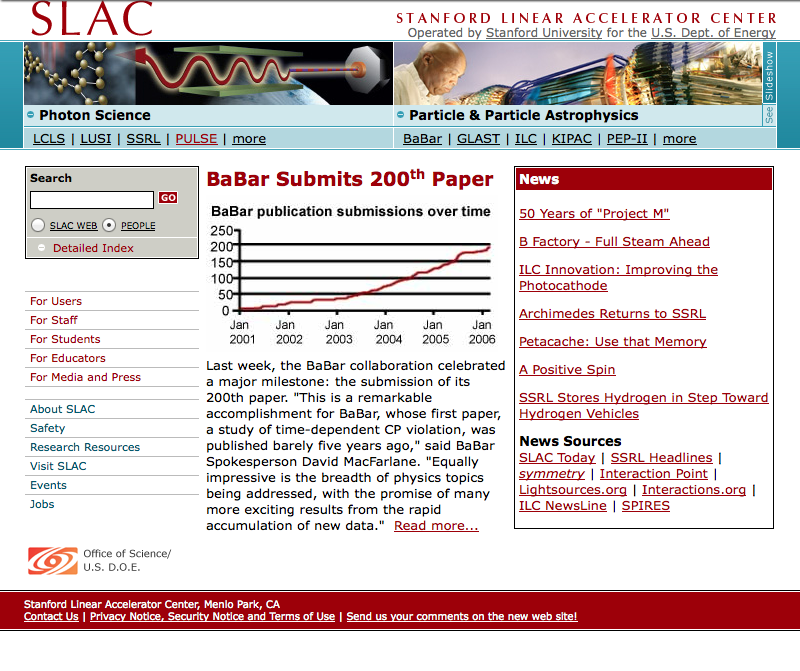 SLAC
STANFORD LINEAR ACCELERATOR CENTER
Operated by Stanford University for the U.S. Dept. of Energy
See Slideshow
Photon Science
LCLS | LUSI | SSRL | PULSE | more
Particle & Particle Astrophysics
BaBar | GLAST | ILC | KIPAC | PEP-II | more
Search
GO
SLAC WEB PEOPLE
Detailed Index
For Users
For Staff
For Students
For Educators
For Media and Press
About SLAC
Safety
Research Resources
Visit SLAC
Events
Jobs
Office of Science/
U.S. D.O.E.
BaBar Submits 200th Paper
BaBar publication submissions over time
250
200
150
100
50
0
Jan Jan Jan Jan Jan Jan
2001 2002 2003 2004 2005 2006
Last week, the BaBar collaboration celebrated
a major milestone: the submission of its
200th paper. "This is a remarkable
accomplishment for BaBar, whose first paper,
a study of time-dependent CP violation, was
published barely five years ago," said BaBar
Spokesperson David MacFarlane. "Equally
impressive is the breadth of physics topics
being addressed, with the promise of many
more exciting results from the rapid
accumulation of new data." Read more...
News
50 Years of "Project M"
B Factory - Full Steam Ahead
ILC Innovation: Improving the
Photocathode
Archimedes Returns to SSRL
Petacache: Use that Memory
A Positive Spin
SSRL Stores Hydrogen in Step Toward
Hydrogen Vehicles
News Sources
SLAC Today | SSRL Headlines |
symmetry | Interaction Point |
Lightsources.org | Interactions.org |
ILC NewsLine | SPIRES
Stanford Linear Accelerator Center, Menlo Park, CA
Contact Us | Privacy Notice, Security Notice and Terms of Use | Send us your comments on the new web site!